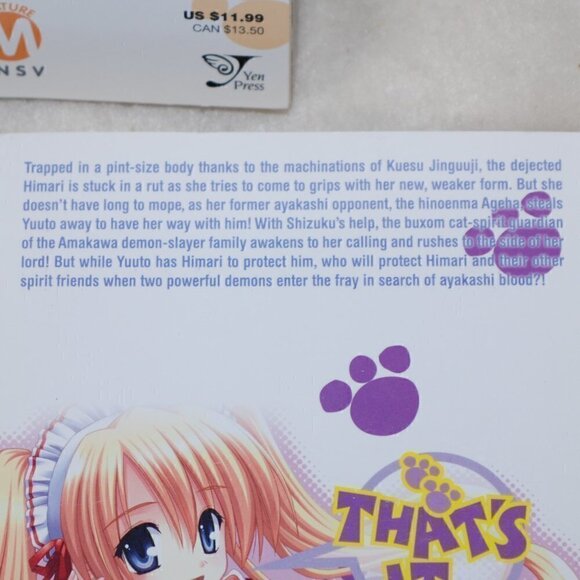 TURE
M
N S V
US $11.99
CAN $13.50
Yen
Press
Trapped in a pint-size body thanks to the machinations of Kuesu Jinguuji, the dejected
Himari is stuck in a rut as she tries to come to grips with her new, weaker form. But she
doesn't have long to mope, as her former ayakashi opponent, the hinoenma Ageha, steals
Yuuto away to have her way with him! With Shizuku's help, the buxom cat-spirit guardian
of the Amakawa demon-slayer family awakens to her calling and rushes to the side of her
lord! But while Yuuto has Himari to protect him, who will protect Himari and their other
spirit friends when two powerful demons enter the fray in search of ayakashi blood?!
THAT'S
IT